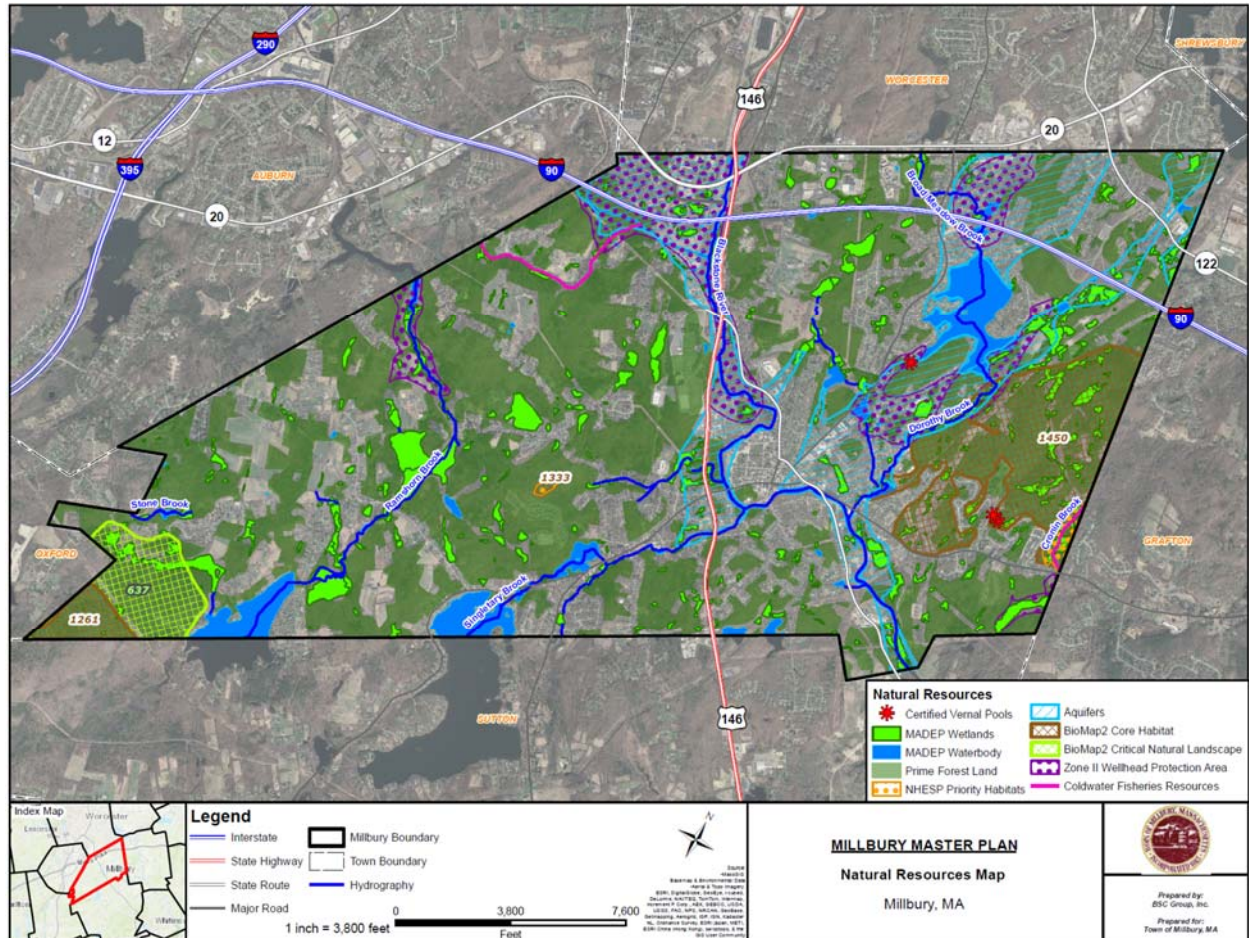 290
SHREWSBURY
WORCESTER
146
12
20
395
AUBURN
90
20
Broad Meadow Brook
Blackstone River
122
90
Dorothy Brook
1450
1333
Ramshorn Brook
Stone Brook
Cronin Brook
OXFORD
GRAFTON
637
Singletary Brook
1261
SUTTON
146
Natural Resources
Certified Vernal Pools
MADEP Wetlands
MADEP Waterbody
Prime Forest Land
NHESP Priority Habitats
Aquifers
BioMap2 Core Habitat
BioMap2 Critical Natural Landscape
Zone II Wellhead Protection Area
Coldwater Fisheries Resources
Index Map
Worcester
Millbury
Legend
Interstate
State Highway
State Route
Major Road
Millbury Boundary
Town Boundary
Hydrography
1 inch = 3,800 feet
0
3,800
7,600
Feet
N
Source
MILLBURY MASTER PLAN
Natural Resources Map
Millbury, MA
Prepared by:
BSC Group, Inc.
Prepared for:
Town of Millbury, MA